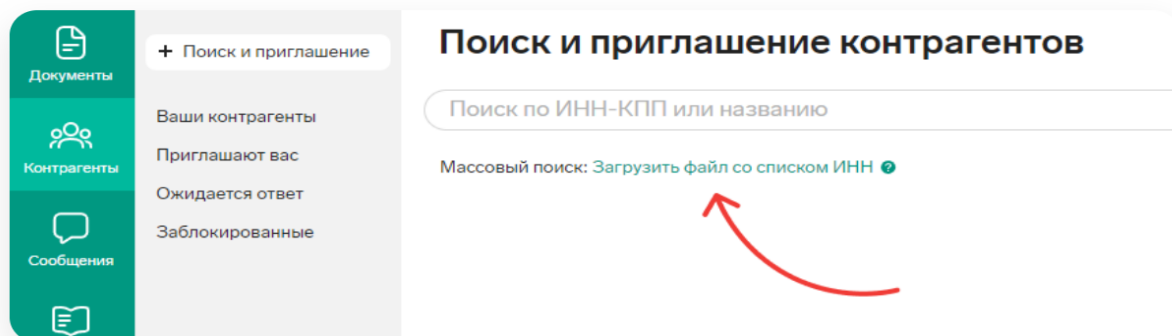 Документы
Контрагенты
Сообщения
+ Поиск и приглашение
Ваши контрагенты
Приглашают вас
Ожидается ответ
Заблокированные
Поиск и приглашение контрагентов
Поиск по ИНН-КПП или названию
Массовый поиск: Загрузить файл со списком ИНН ?